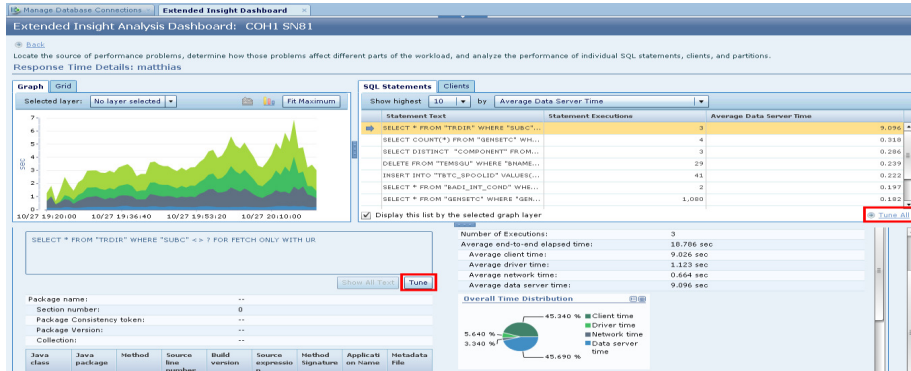 Manage Database Connections
Extended Insight Dashboard
Extended Insight Analysis Dashboard: COH1 SN81
Back
Locate the source of performance problems, determine how those problems affect different parts of the workload, and analyze the performance of individual SQL statements, clients, and partitions.
Response Time Details: matthias
Graph Grid
Selected layer: No layer selected Fit Maximum
7
6
5
4
3
2
1
0
sec
10/27 19:20:00 10/27 19:36:40 10/27 19:53:20 10/27 20:10:00
SQL Statements Clients
Show highest 10 by Average Data Server Time
Statement Text Statement Executions Average Data Server Time
SELECT * FROM "TRDIR" WHERE "SUBC"... 3 9.096
SELECT COUNT(*) FROM "GENSETC" WH... 4 0.318
SELECT DISTINCT "COMPONENT" FROM... 3 0.286
DELETE FROM "TEMSGU" WHERE "BNAME... 29 0.239
INSERT INTO "TBTC_SPOOLID" VALUES(... 41 0.222
SELECT * FROM "BADI_INT_COND" WHE... 2 0.197
SELECT * FROM "GENSETC" WHERE "GEN... 1,080 0.182
Display this list by the selected graph layer
Tune All
SELECT * FROM "TRDIR" WHERE "SUBC" <> ? FOR FETCH ONLY WITH UR
Show All Text Tune
Package name: --
Section number: 0
Package Consistency token: --
Package Version: --
Collection: --
Java class
Java package
Method
Source line number
Build version
Source expressio n
Method Signature
Applicati on Name
Metadata File
Number of Executions: 3
Average end-to-end elapsed time: 18.786 sec
Average client time: 9.026 sec
Average driver time: 1.123 sec
Average network time: 0.664 sec
Average data server time: 9.096 sec
Overall Time Distribution
45.340 %
5.640 %
3.340 %
45.690 %
Client time
Driver time
Network time
Data server time